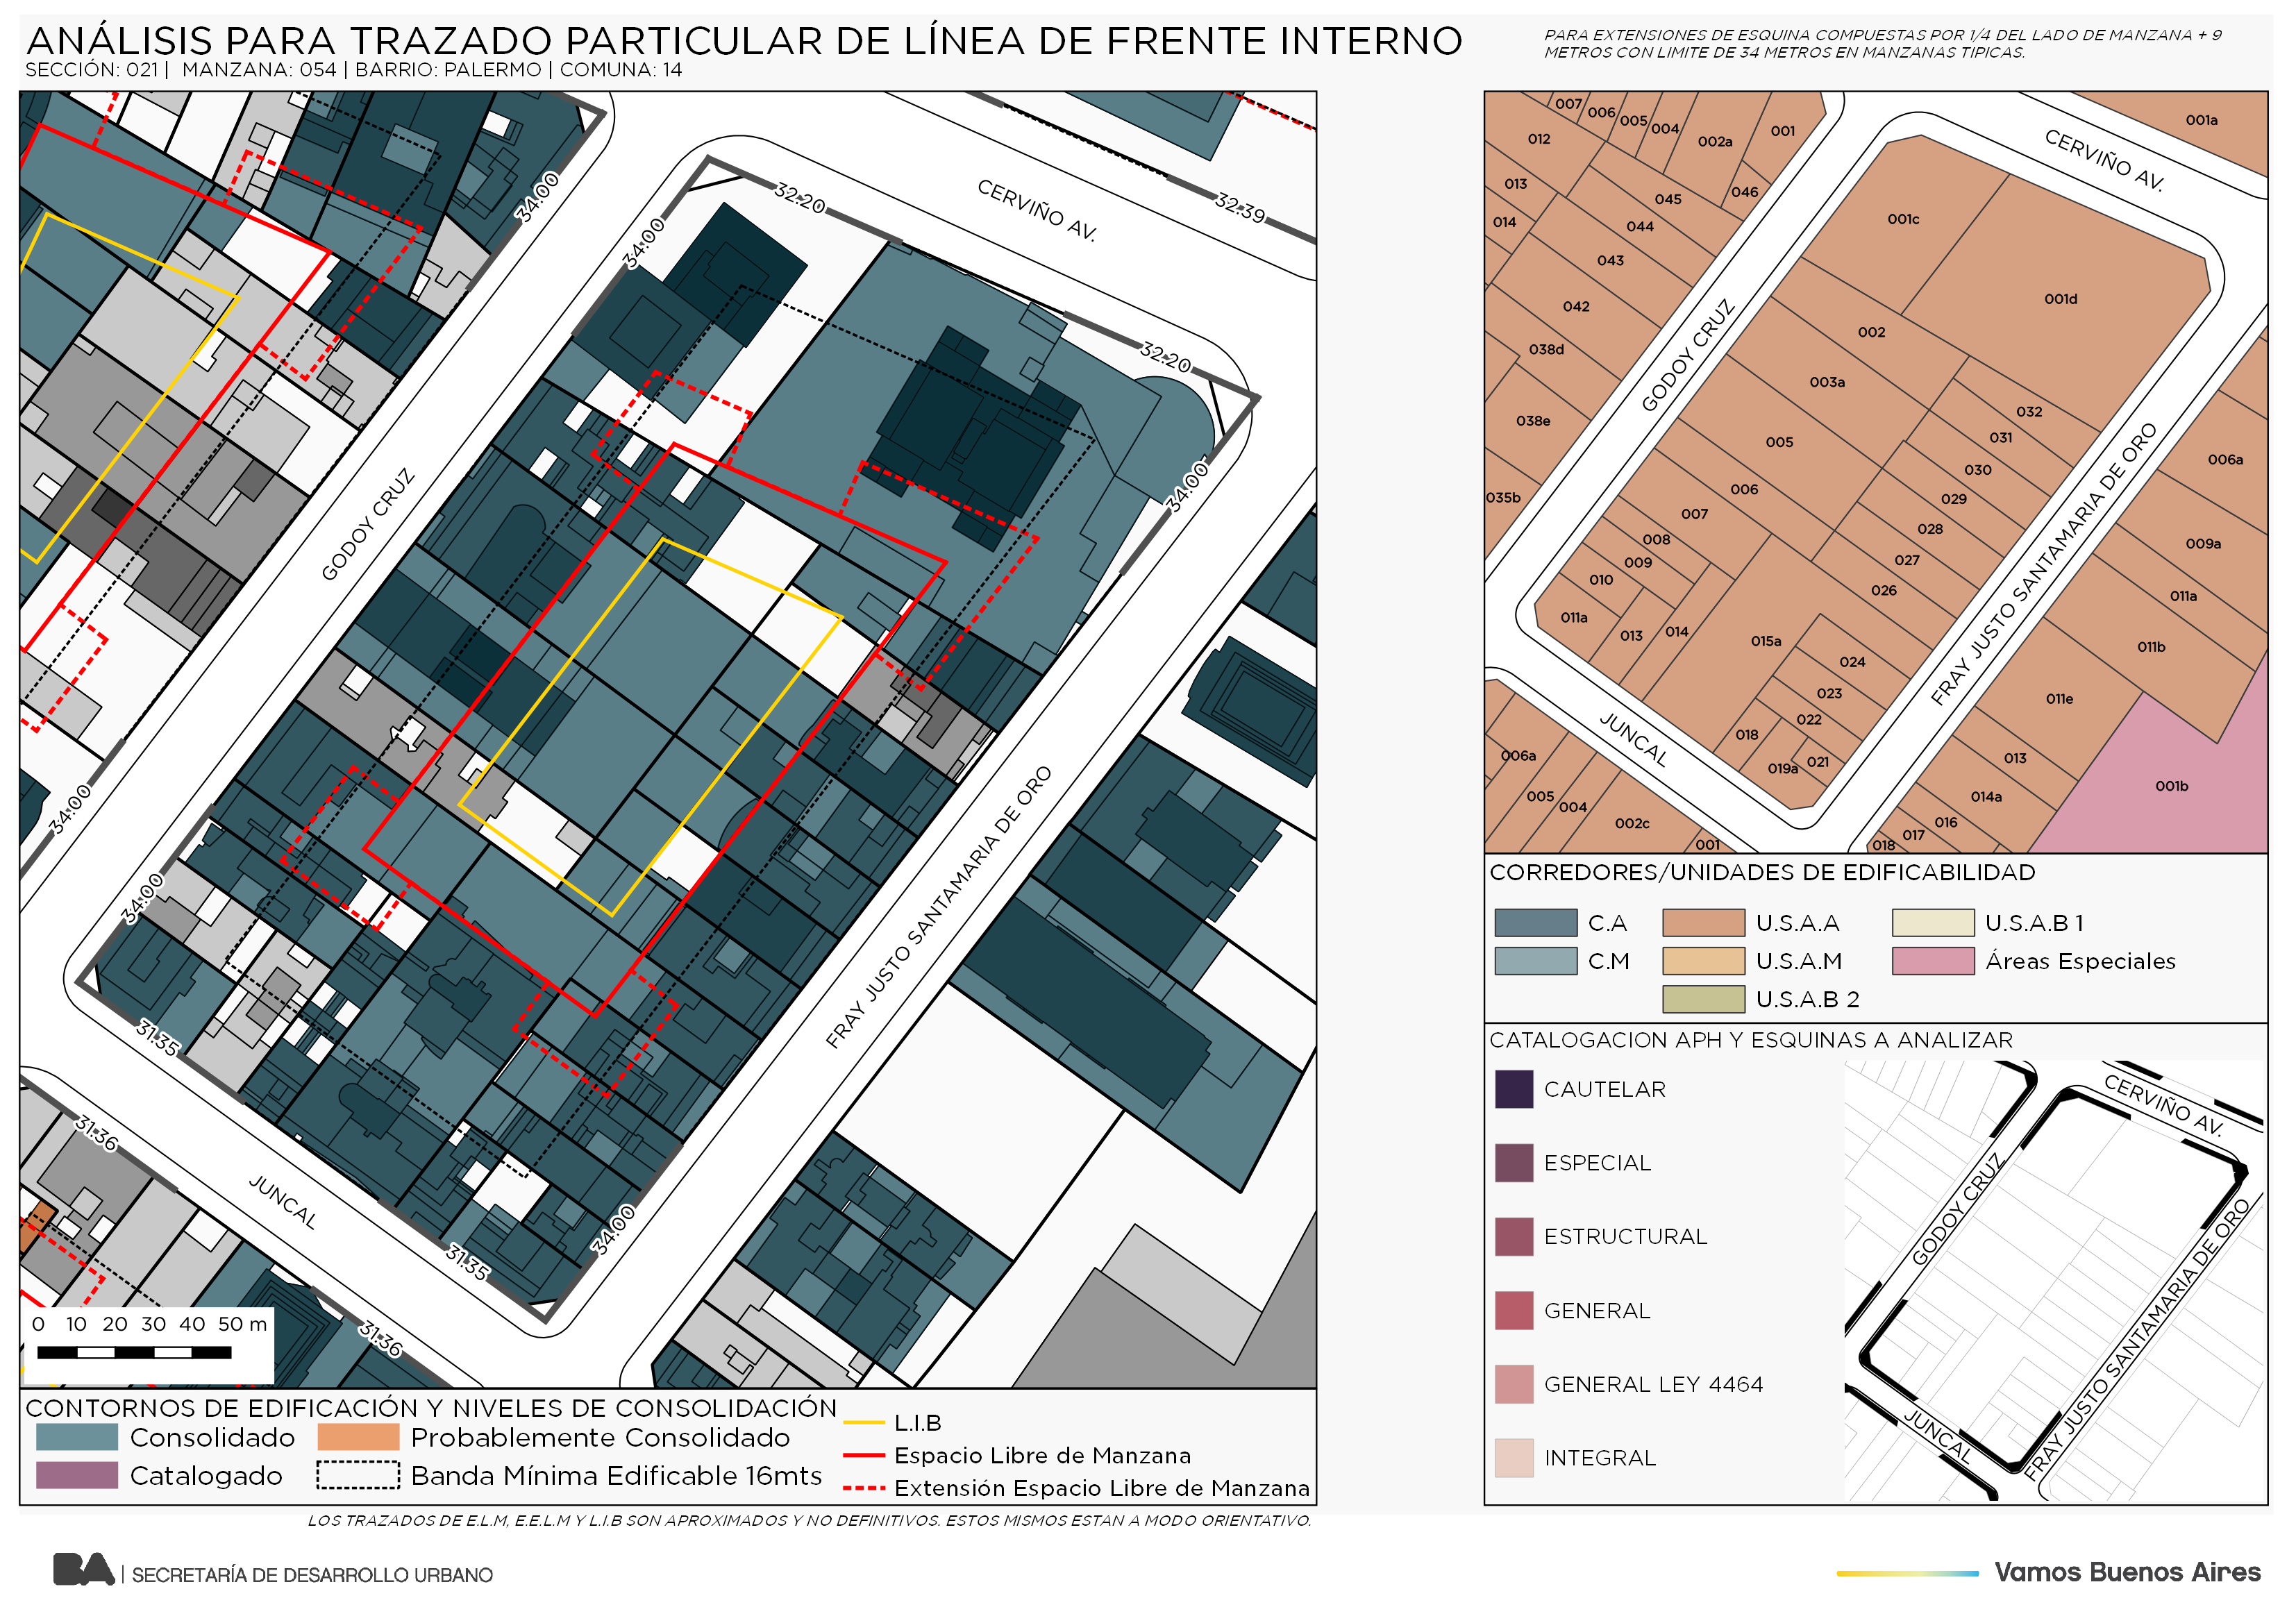 ANÁLISIS PARA TRAZADO PARTICULAR DE LÍNEA DE FRENTE INTERNO
SECCIÓN: 021 | MANZANA: 054 | BARRIO: PALERMO | COMUNA: 14
PARA EXTENSIONES DE ESQUINA COMPUESTAS POR 1/4 DEL LADO DE MANZANA + 9
METROS CON LIMITE DE 34 METROS EN MANZANAS TIPICAS.
34.00
32.20
CERVIÑO AV.
32.39
34.00
32.20
34.00
GODOY CRUZ
34.00
34.00
FRAY JUSTO SANTAMARIA DE ORO
31.35
31.36
JUNCAL
31.35
34.00
31.36
0 10 20 30 40 50 m
CONTORNOS DE EDIFICACIÓN Y NIVELES DE CONSOLIDACIÓN
Consolidado
Probablemente Consolidado
Catalogado
Banda Mínima Edificable 16mts
L.I.B
Espacio Libre de Manzana
Extensión Espacio Libre de Manzana
LOS TRAZADOS DE E.L.M, E.E.L.M Y L.I.B SON APROXIMADOS Y NO DEFINITIVOS. ESTOS MISMOS ESTAN A MODO ORIENTATIVO.
007
006
005
004
002a
001
001a
012
CERVIÑO AV.
013
045
046
014
044
001c
043
001d
042
002
038d
003a
GODOY CRUZ
032
038e
031
005
030
006a
006
029
035b
007
028
008
009a
009
027
010
026
011a
011a
013
014
015a
011b
024
FRAY JUSTO SANTAMARIA DE ORO
023
011e
022
018
JUNCAL
006a
019a
021
013
001b
005
004
014a
002c
016
017
001
018
CORREDORES/UNIDADES DE EDIFICABILIDAD
C.A
U.S.A.A
U.S.A.B 1
C.M
U.S.A.M
Áreas Especiales
U.S.A.B 2
CATALOGACION APH Y ESQUINAS A ANALIZAR
CAUTELAR
ESPECIAL
ESTRUCTURAL
GENERAL
GENERAL LEY 4464
INTEGRAL
CERVIÑO AV.
GODOY CRUZ
FRAY JUSTO SANTAMARIA DE ORO
JUNCAL
BA | SECRETARÍA DE DESARROLLO URBANO
Vamos Buenos Aires